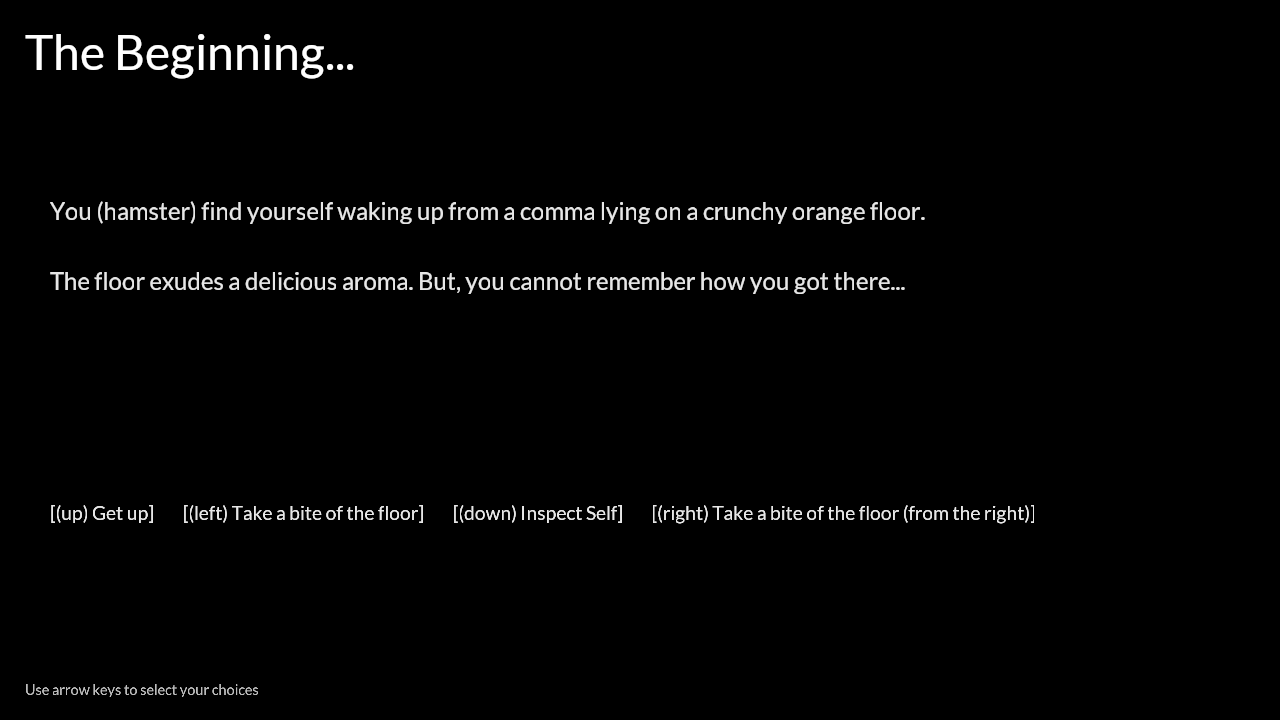 The Beginning...
You (hamster) find yourself waking up from a comma lying on a crunchy orange floor.
The floor exudes a delicious aroma. But, you cannot remember how you got there...
[(up) Get up] [(left) Take a bite of the floor] [(down) Inspect Self] [(right) Take a bite of the floor (from the right)]
Use arrow keys to select your choices